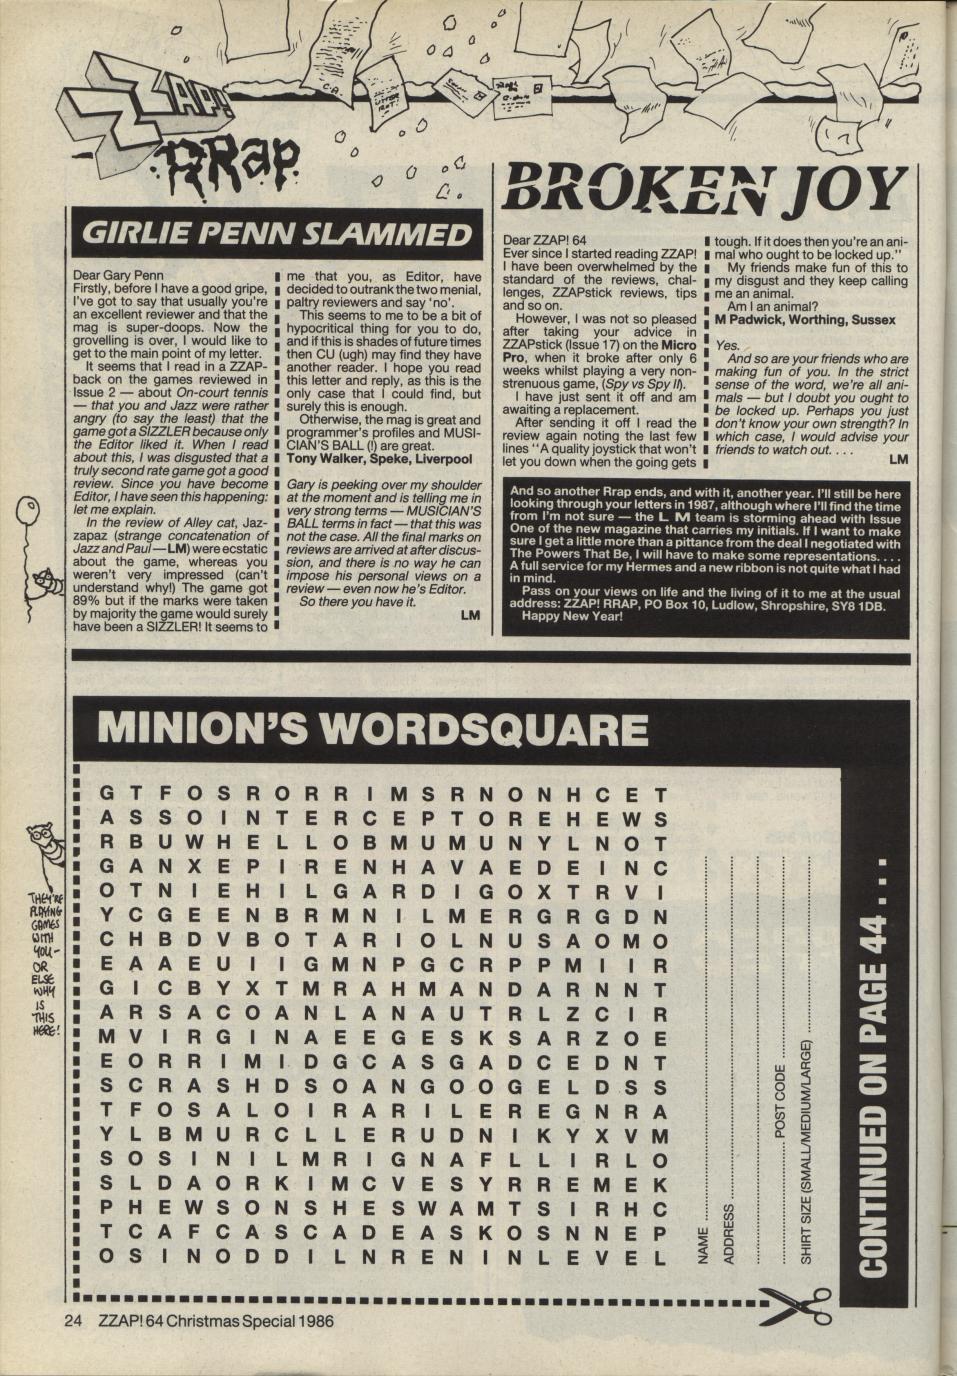 ZZAP!
RRap
GIRLIE PENN SLAMMED
Dear Gary Penn
Firstly, before I have a good gripe,
I've got to say that usually you're
an excellent reviewer and that the
mag is super-doops. Now the
grovelling is over, I would like to
get to the main point of my letter.
It seems that I read in a ZZAP-
back on the games reviewed in
Issue 2 — about On-court tennis
— that you and Jazz were rather
angry (to say the least) that the
game got a SIZZLER because only
the Editor liked it. When I read
about this, I was disgusted that a
truly second rate game got a good
review. Since you have become
Editor, I have seen this happening:
let me explain.
In the review of Alley cat, Jaz-
zapaz (strange concatenation of
Jazz and Paul — LM) were ecstatic
about the game, whereas you
weren't very impressed (can't
understand why!) The game got
89% but if the marks were taken
by majority the game would surely
have been a SIZZLER! It seems to
me that you, as Editor, have
decided to outrank the two menial,
paltry reviewers and say 'no'.
This seems to me to be a bit of
hypocritical thing for you to do,
and if this is shades of future times
then CU (ugh) may find they have
another reader. I hope you read
this letter and reply, as this is the
only case that I could find, but
surely this is enough.
Otherwise, the mag is great and
programmer's profiles and MUSI-
CIAN'S BALL (!) are great.
Tony Walker, Speke, Liverpool
Gary is peeking over my shoulder
at the moment and is telling me in
very strong terms — MUSICIAN'S
BALL terms in fact — that this was
not the case. All the final marks on
reviews are arrived at after discus-
sion, and there is no way he can
impose his personal views on a
review — even now he's Editor.
So there you have it.
LM
BROKEN JOY
Dear ZZAP! 64
Ever since I started reading ZZAP!
I have been overwhelmed by the
standard of the reviews, chal-
lenges, ZZAPstick reviews, tips
and so on.
However, I was not so pleased
after taking your advice in
ZZAPstick (Issue 17) on the Micro
Pro, when it broke after only 6
weeks whilst playing a very non-
strenuous game, (Spy vs Spy II).
I have just sent it off and am
awaiting a replacement.
After sending it off I read the
review again noting the last few
lines "A quality joystick that won't
let you down when the going gets
tough. If it does then you're an ani-
mal who ought to be locked up."
My friends make fun of this to
my disgust and they keep calling
me an animal.
Am I an animal?
M Padwick, Worthing, Sussex
Yes.
And so are your friends who are
making fun of you. In the strict
sense of the word, we're all ani-
mals — but I doubt you ought to
be locked up. Perhaps you just
don't know your own strength? In
which case, I would advise your
friends to watch out. . . .
LM
And so another Rrap ends, and with it, another year. I'll still be here
looking through your letters in 1987, although where I'll find the time
from I'm not sure — the L M team is storming ahead with Issue
One of the new magazine that carries my initials. If I want to make
sure I get a little more than a pittance from the deal I negotiated with
The Powers That Be, I will have to make some representations. . . .
A full service for my Hermes and a new ribbon is not quite what I had
in mind.
Pass on your views on life and the living of it to me at the usual
address: ZZAP! RRAP, PO Box 10, Ludlow, Shropshire, SY8 1DB.
Happy New Year!
MINION'S WORDSQUARE
G T F O S R O R R I M S R N O N H C E T
A S S O I N T E R C E P T O R E H E W S
R B U W H E L L O B M U M U N Y L N O T
G A N X E P I R E N H A V A E D E I N C
O T N I E H I L G A R D I G O X T R V I
Y C G E E N B R M N I L M E R G R G D N
C H B D V B O T A R I O L N U S A O M O
E A A E U I I G M N P G C R P P M I I R
G I C B Y X T M R A H M A N D A R N N T
A R S A C O A N L A N A U T R L Z C I R
M V I R G I N A E E G E S K S A R Z O E
E O R R I M I D G C A S G A D C E D N T
S C R A S H D S O A N G O O G E L D S S
T F O S A L O I R A R I L E R E G N R A
Y L B M U R C L L E R U D N I K Y X V M
S O S I N I L M R I G N A F L L I R L O
S L D A O R K I M C V E S Y R R E M E K
P H E W S O N S H E S W A M T S I R H C
T C A F C A S C A D E A S K O S N N E P
O S I N O D D I L N R E N I N L E V E L
NAME
ADDRESS
POST CODE
SHIRT SIZE (SMALL/MEDIUM/LARGE)
CONTINUED ON PAGE 44 . . . .
THEY'RE
PLAYING
GAMES
WITH
YOU-
OR
ELSE
WHY
IS
THIS
HERE!
24 ZZAP! 64 Christmas Special 1986